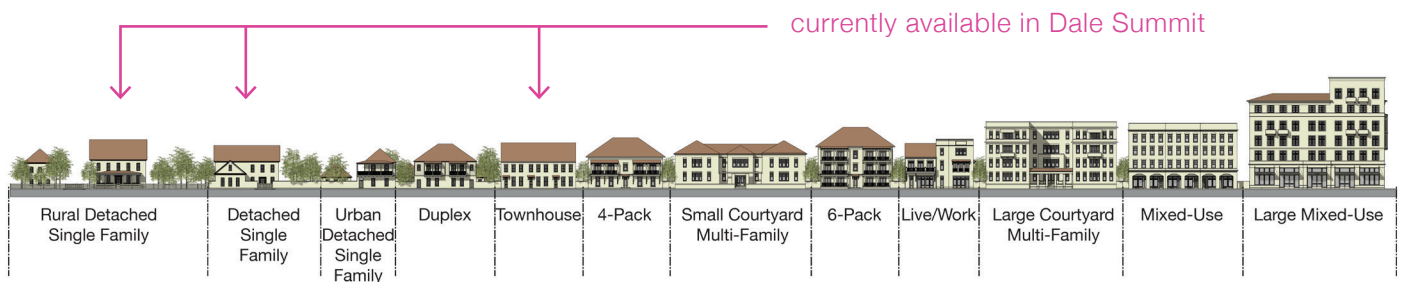 currently available in Dale Summit
Rural Detached
Single Family
Detached
Single
Family
Urban
Detached
Single
Family
Duplex
Townhouse
4-Pack
Small Courtyard
Multi-Family
6-Pack
Live/Work
Large Courtyard
Multi-Family
Mixed-Use
Large Mixed-Use